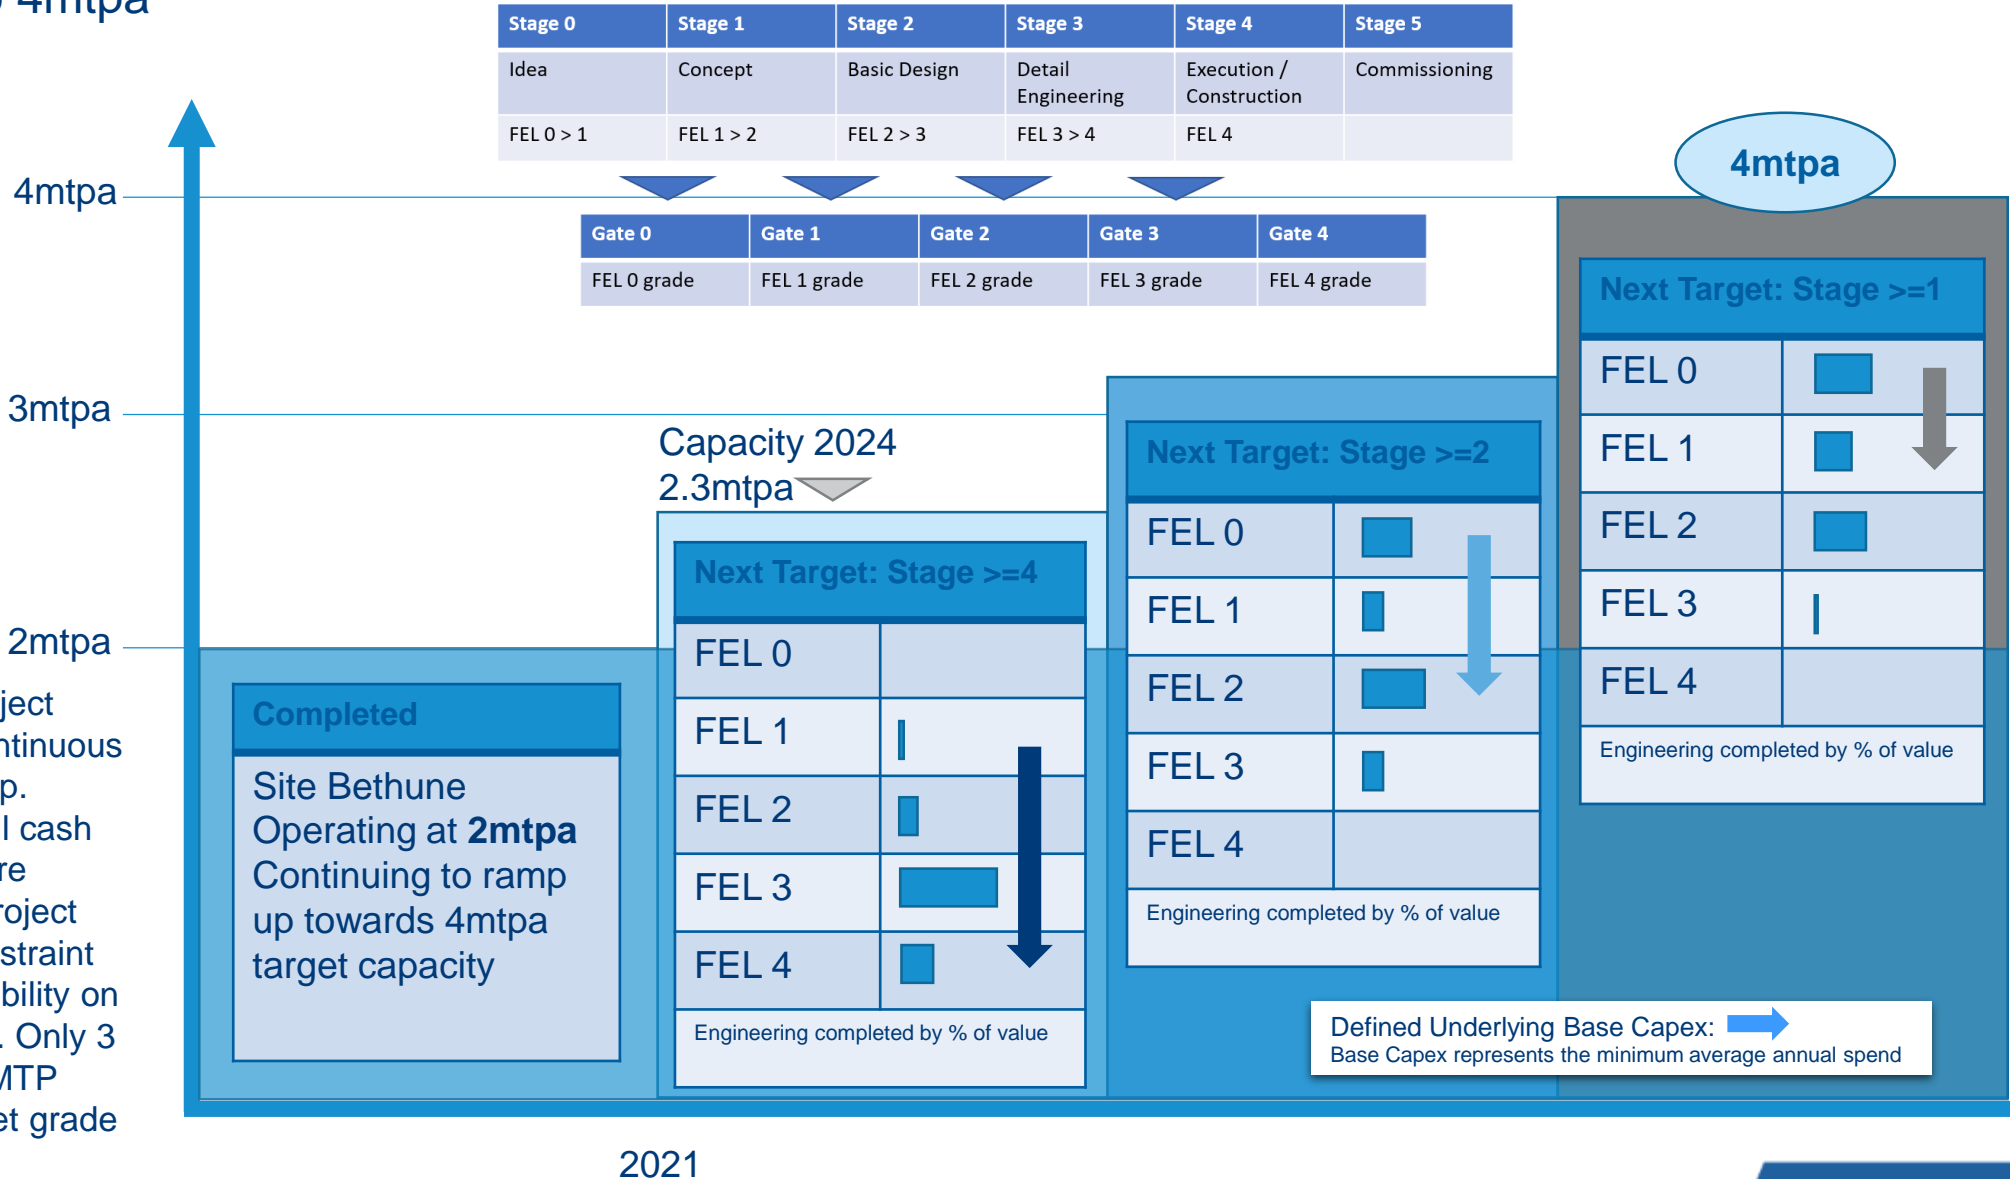 4mtpa
Stage 0 Stage 1 Stage 2 Stage 3 Stage 4 Stage 5
Idea Concept Basic Design Detail Engineering Execution / Construction Commissioning
FEL 0 > 1 FEL 1 > 2 FEL 2 > 3 FEL 3 > 4 FEL 4
Gate 0 Gate 1 Gate 2 Gate 3 Gate 4
FEL 0 grade FEL 1 grade FEL 2 grade FEL 3 grade FEL 4 grade
4mtpa
3mtpa
2mtpa
ject
ntinuous
p.
l cash
re
roject
straint
bility on
. Only 3
MTP
et grade
Completed
Site Bethune
Operating at 2mtpa
Continuing to ramp
up towards 4mtpa
target capacity
Capacity 2024
2.3mtpa
Next Target: Stage >=4
FEL 0
FEL 1
FEL 2
FEL 3
FEL 4
Engineering completed by % of value
Next Target: Stage >=2
FEL 0
FEL 1
FEL 2
FEL 3
FEL 4
Engineering completed by % of value
4mtpa
Next Target: Stage >=1
FEL 0
FEL 1
FEL 2
FEL 3
FEL 4
Engineering completed by % of value
Defined Underlying Base Capex:
Base Capex represents the minimum average annual spend
2021